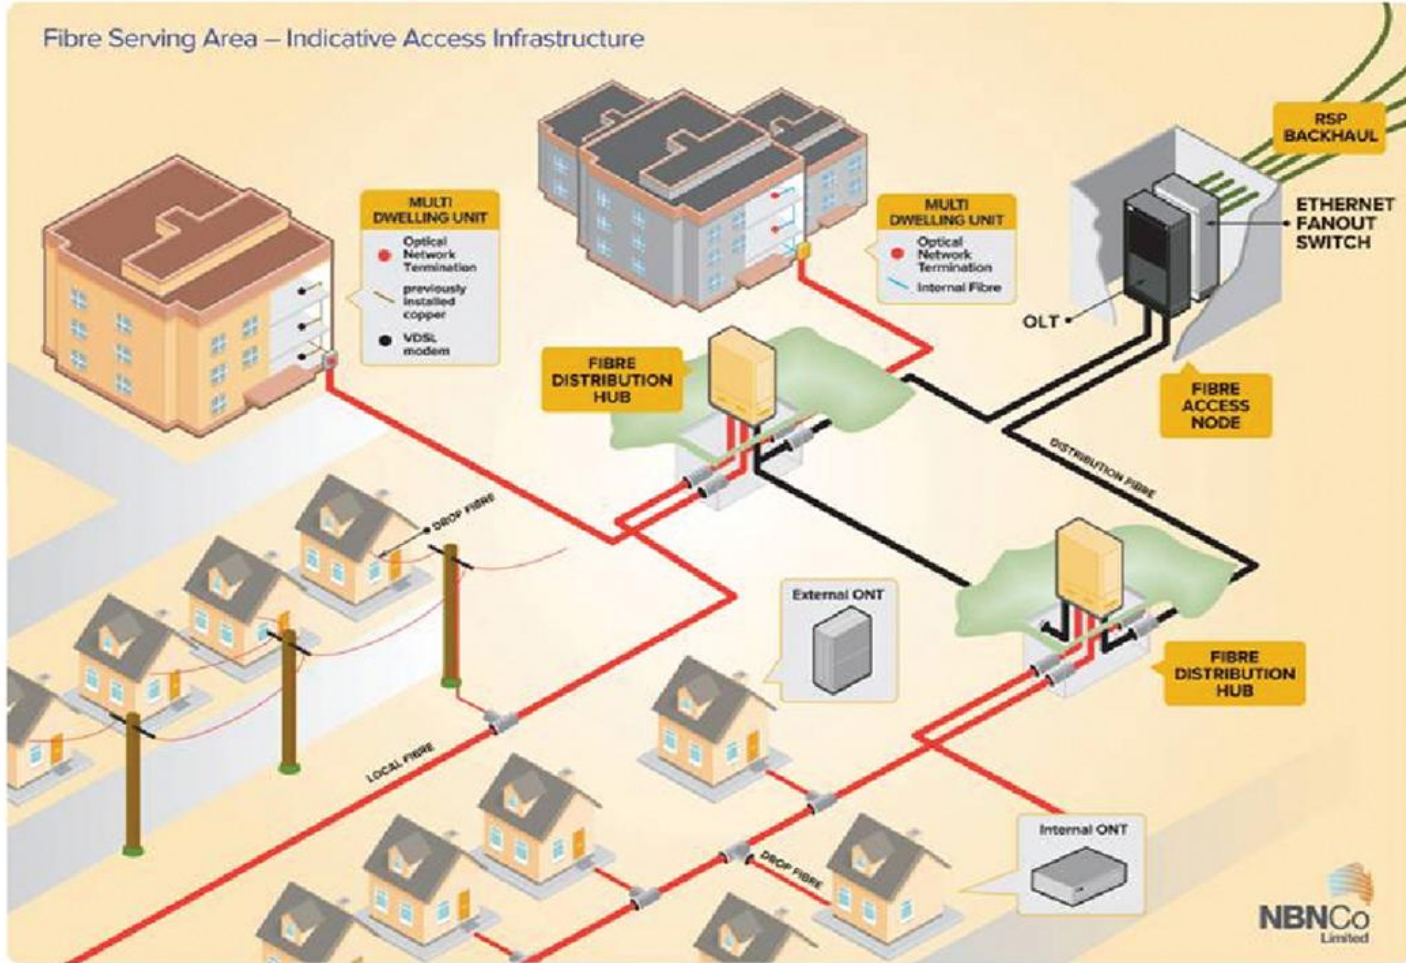 Fibre Serving Area – Indicative Access Infrastructure
RSP
BACKHAUL
MULTI
DWELLING UNIT
Optical
Network
Termination
previously
installed
copper
VDSL
modem
MULTI
DWELLING UNIT
Optical
Network
Termination
Internal Fibre
ETHERNET
FANOUT
SWITCH
OLT
FIBRE
DISTRIBUTION
HUB
FIBRE
ACCESS
NODE
DISTRIBUTION FIBRE
DROP FIBRE
External ONT
FIBRE
DISTRIBUTION
HUB
LOCAL FIBRE
Internal ONT
DROP FIBRE
NBNCo
Limited